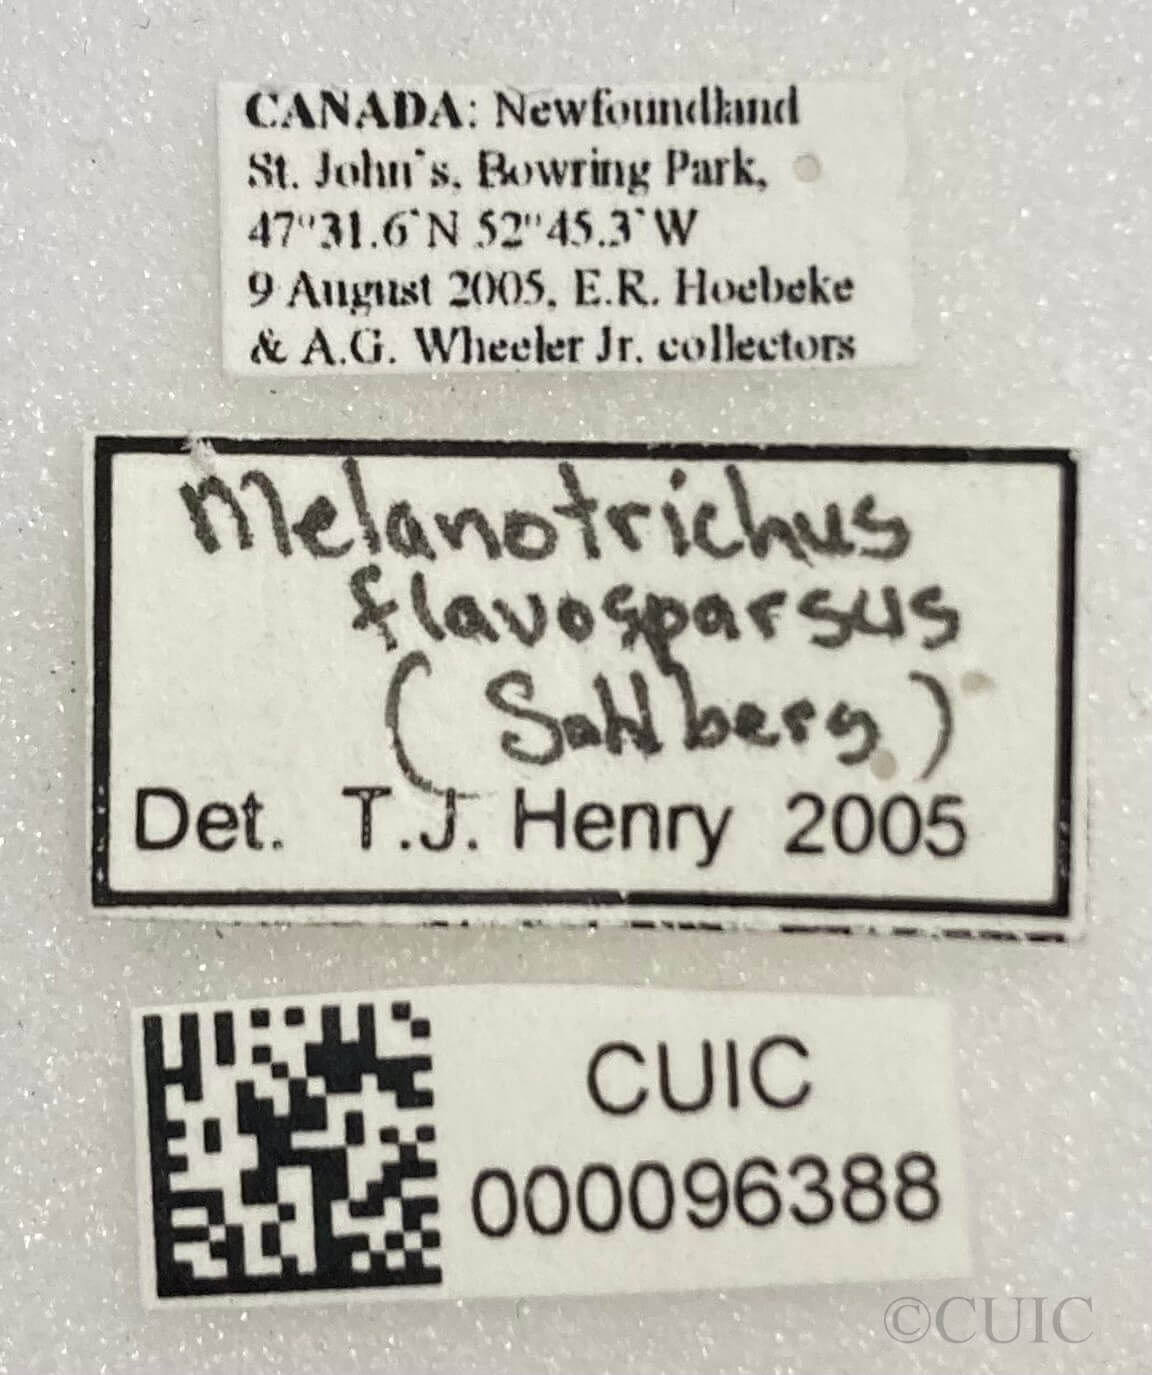 CANADA: Newfoundland
St. John's, Bowring Park,
47°31.6'N 52°45.3'W
9 August 2005, E.R. Hoebeke
& A.G. Wheeler Jr. collectors
Melanotrichus
flavosparsus
(Sahlberg)
Det. T.J. Henry 2005
CUIC
000096388
©CUIC